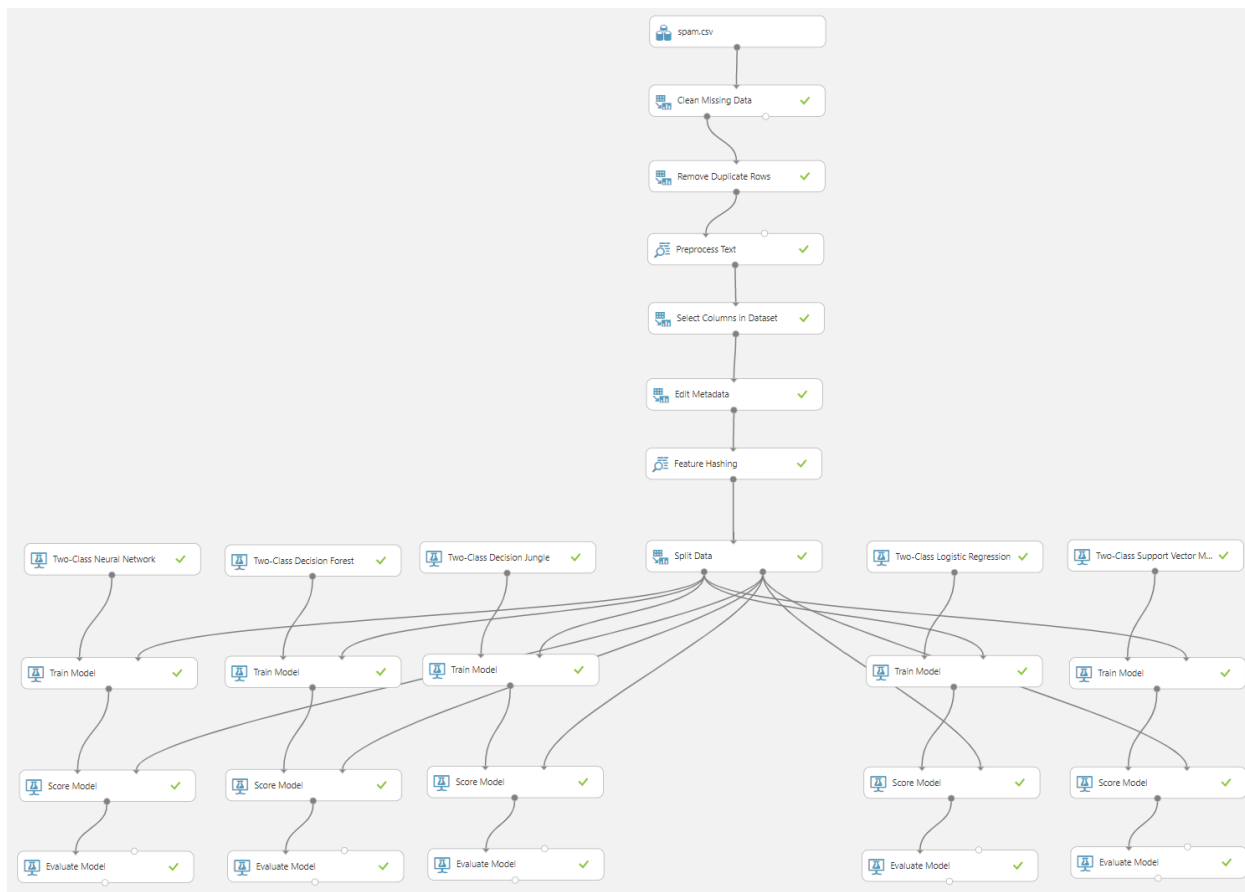 spam.csv
Clean Missing Data
Remove Duplicate Rows
Preprocess Text
Select Columns in Dataset
Edit Metadata
Feature Hashing
Two-Class Neural Network
Two-Class Decision Forest
Two-Class Decision Jungle
Split Data
Two-Class Logistic Regression
Two-Class Support Vector M...
Train Model
Train Model
Train Model
Train Model
Train Model
Score Model
Score Model
Score Model
Score Model
Score Model
Evaluate Model
Evaluate Model
Evaluate Model
Evaluate Model
Evaluate Model